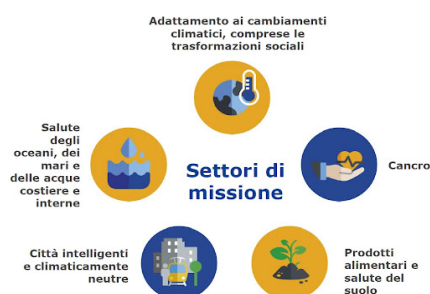 Adattamento ai cambiamenti
climatici, comprese le
trasformazioni sociali
Salute
degli
oceani, dei
mari e
delle acque
costiere e
interne
Settori di
missione
Cancro
Città intelligenti
e climaticamente
neutre
Prodotti
alimentari e
salute del
suolo